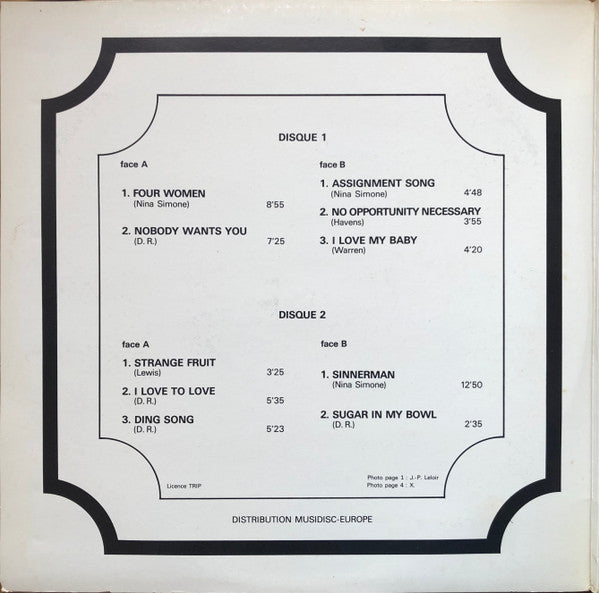 DISQUE 1
face A
1. FOUR WOMEN
(Nina Simone) 8'55
2. NOBODY WANTS YOU
(D. R.) 7'25
face B
1. ASSIGNMENT SONG
(Nina Simone) 4'48
2. NO OPPORTUNITY NECESSARY
(Havens) 3'55
3. I LOVE MY BABY
(Warren) 4'20
DISQUE 2
face A
1. STRANGE FRUIT
(Lewis) 3'25
2. I LOVE TO LOVE
(D. R.) 5'35
3. DING SONG
(D. R.) 5'23
face B
1. SINNERMAN
(Nina Simone) 12'50
2. SUGAR IN MY BOWL
(D. R.) 2'35
Licence TRIP
Photo page 1 : J.-P. Leloir
Photo page 4 : X.
DISTRIBUTION MUSIDISC-EUROPE